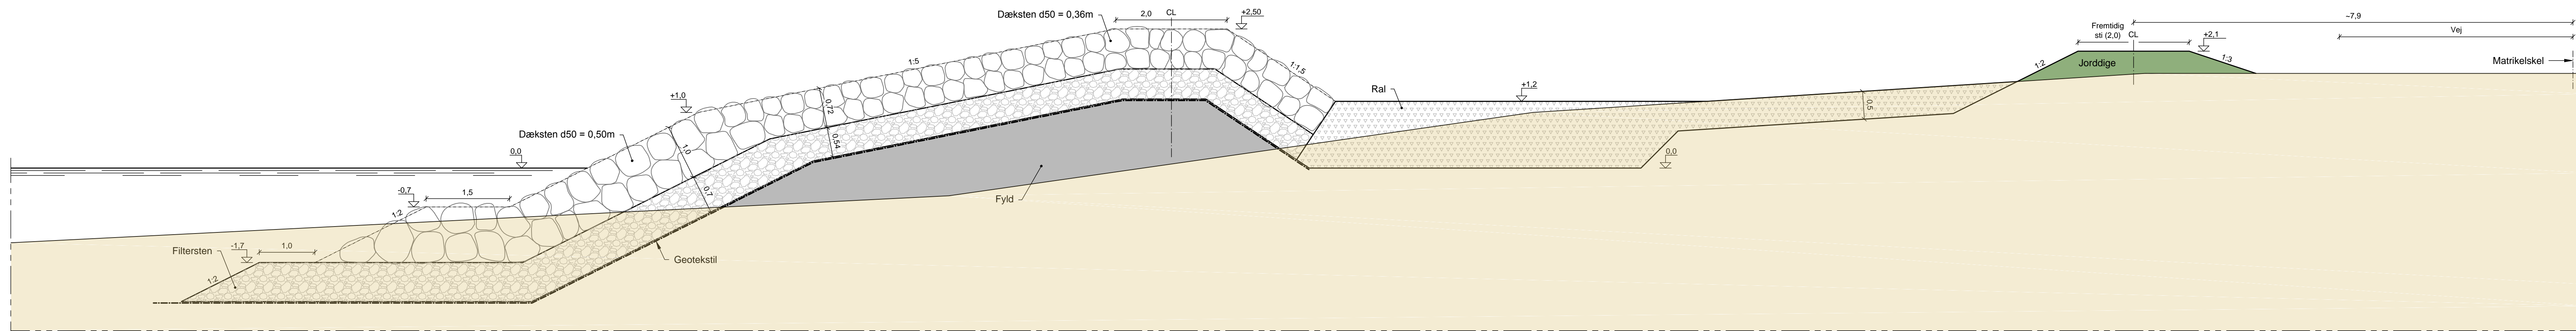 Dæksten d50 = 0,36m
2,0
CL
+2,50
~7,9
Fremtidig
sti (2,0)
CL
+2,1
Vej
1:5
1:1,5
1:2
Jorddige
1:3
Matrikelskel
+1,0
0,72
Ral
+1,2
0,5
Dæksten d50 = 0,50m
1,0
0,54
0,0
0,0
-0,7
1,5
0,7
1:2
Fyld
Filtersten
-1,7
1,0
Geotekstil
1:2